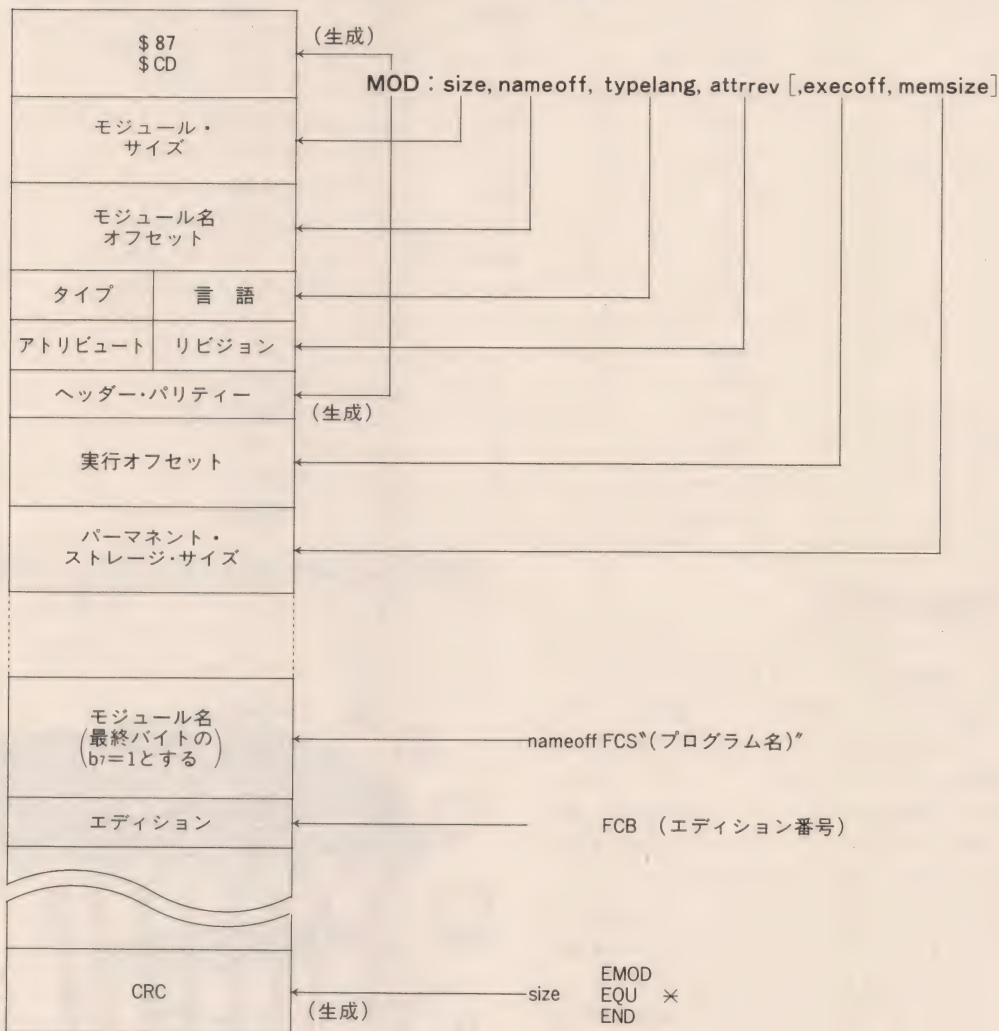 $ 87
$ CD
(生成)
MOD : size, nameoff, typelang, attrrev [,execoff, memsize]
モジュール・
サイズ
モジュール名
オフセット
タイプ 言 語
アトリビュート リビジョン
ヘッダー・パリティー
(生成)
実行オフセット
パーマネント・
ストレージ・サイズ
モジュール名
(最終バイトの
b7=1とする)
nameoff FCS〝(プログラム名)″
エディション
FCB (エディション番号)
CRC
(生成)
EMOD
size EQU *
END